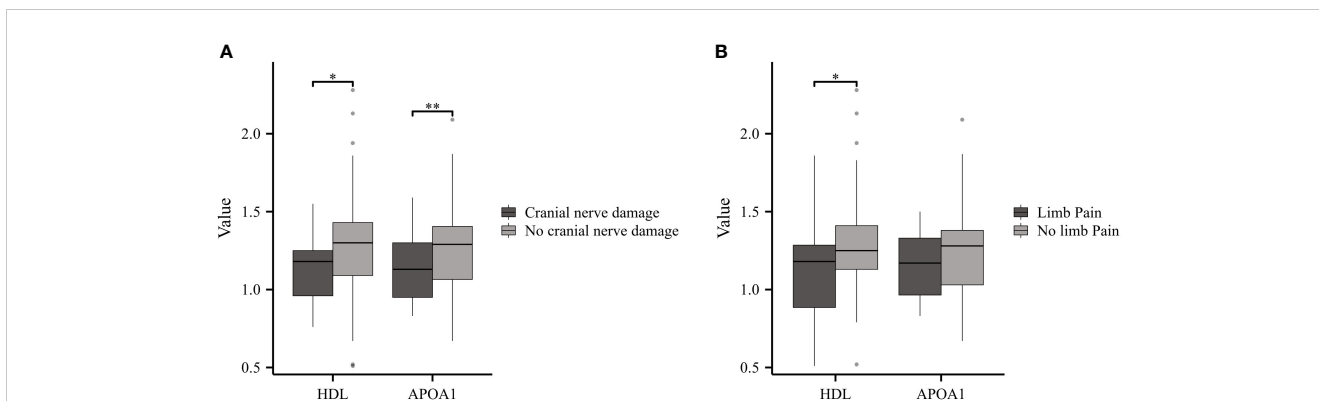 A
B
*
**
*
2.0
1.5
1.0
0.5
Value
Cranial nerve damage
No cranial nerve damage
HDL
APOA1
2.0
1.5
1.0
0.5
Value
Limb Pain
No limb Pain
HDL
APOA1